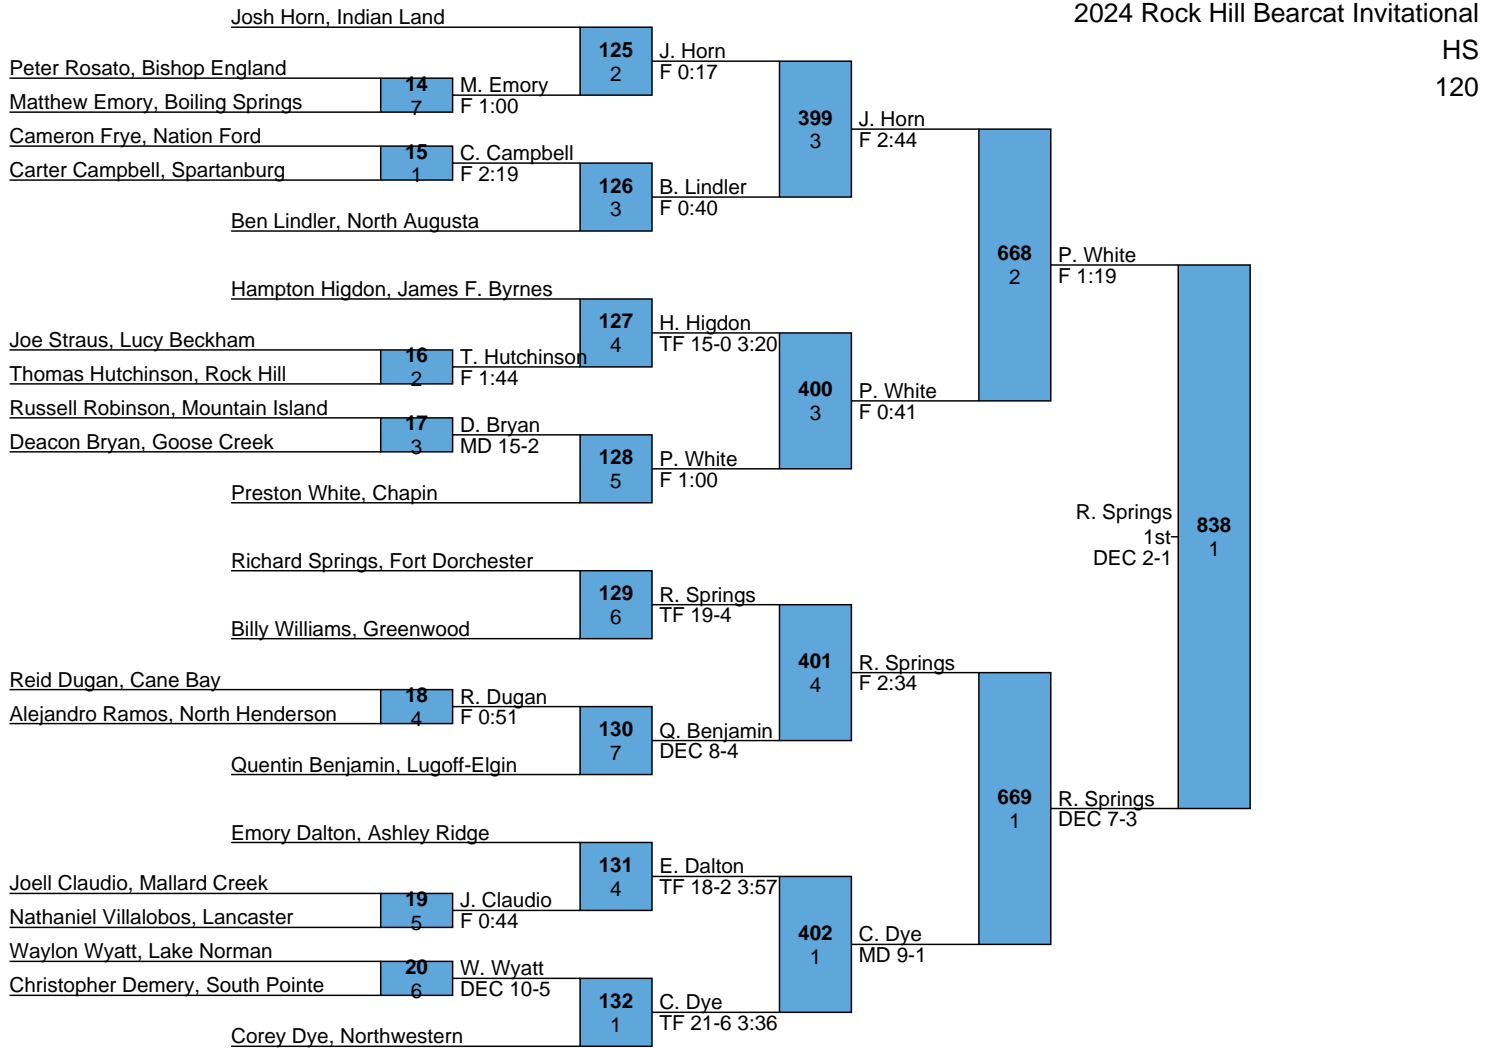 2024 Rock Hill Bearcat Invitational
HS
120
Josh Horn, Indian Land
Peter Rosato, Bishop England
Matthew Emory, Boiling Springs
Cameron Frye, Nation Ford
Carter Campbell, Spartanburg
Ben Lindler, North Augusta
Hampton Higdon, James F. Byrnes
Joe Straus, Lucy Beckham
Thomas Hutchinson, Rock Hill
Russell Robinson, Mountain Island
Deacon Bryan, Goose Creek
Preston White, Chapin
Richard Springs, Fort Dorchester
Billy Williams, Greenwood
Reid Dugan, Cane Bay
Alejandro Ramos, North Henderson
Quentin Benjamin, Lugoff-Elgin
Emory Dalton, Ashley Ridge
Joell Claudio, Mallard Creek
Nathaniel Villalobos, Lancaster
Waylon Wyatt, Lake Norman
Christopher Demery, South Pointe
Corey Dye, Northwestern
14
7
M. Emory
F 1:00
15
1
C. Campbell
F 2:19
16
2
T. Hutchinson
F 1:44
17
3
D. Bryan
MD 15-2
18
4
R. Dugan
F 0:51
19
5
J. Claudio
F 0:44
20
6
W. Wyatt
DEC 10-5
125
2
J. Horn
F 0:17
126
3
B. Lindler
F 0:40
127
4
H. Higdon
TF 15-0 3:20
128
5
P. White
F 1:00
129
6
R. Springs
TF 19-4
130
7
Q. Benjamin
DEC 8-4
131
4
E. Dalton
TF 18-2 3:57
132
1
C. Dye
TF 21-6 3:36
399
3
J. Horn
F 2:44
400
3
P. White
F 0:41
401
4
R. Springs
F 2:34
402
1
C. Dye
MD 9-1
668
2
P. White
F 1:19
669
1
R. Springs
DEC 7-3
838
1
R. Springs
1st
DEC 2-1